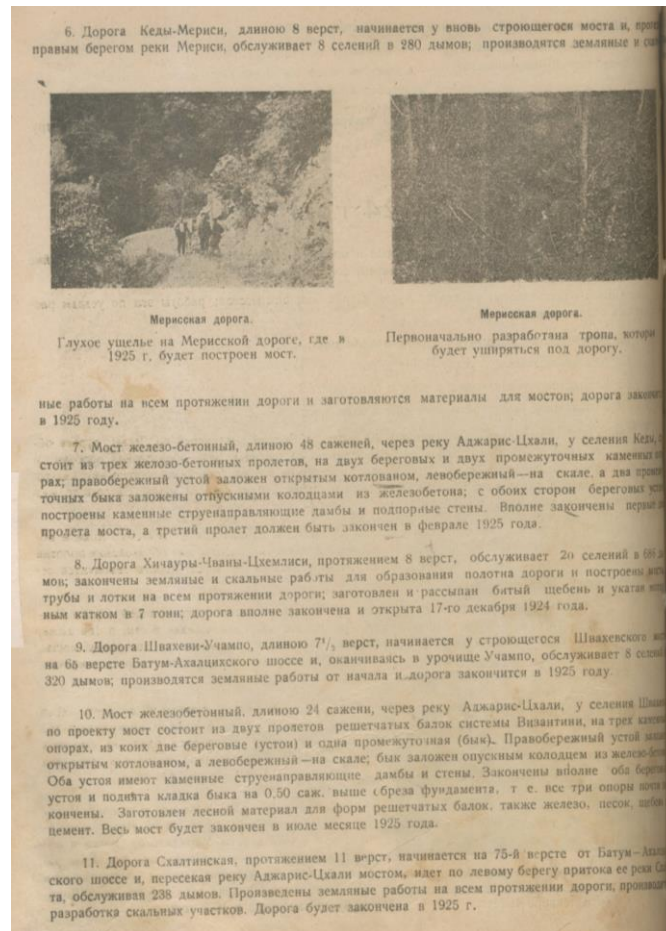 6. Дорога Кеды-Мериси, длиною 8 верст, начинается у вновь строющегося моста и,
правым берегом реки Мериси, обслуживает 8 селений в 280 дымов; производятся земляные и
Мерисская дорога.
Глухое ущелье на Мерисской дороге, где в
1925 г. будет построен мост.
Мерисская дорога.
Первоначально разработана тропа,
будет уширяться под дорогу.
ные работы на всем протяжении дороги и заготовляются материалы для мостов; дорога
в 1925 году.
7. Мост железо-бетонный, длиною 48 саженей, через реку Аджарис-Цхали, у селения Кеды,
стоит из трех желозо-бетонных пролетов, на двух береговых и двух промежуточных каменных
рах; правобережный устой заложен открытым котлованом, левобережный—на скале, а два
точных быка заложены отпускными колодцами из железобетона; с обоих сторон береговых
построены каменные струенаправляющие дамбы и подпорные стены. Вполне закончены первые
пролета моста, а третий пролет должен быть закончен в феврале 1925 года.
8. Дорога Хичауры-Чваны-Цхемлиси, протяжением 8 верст, обслуживает 20 селений в
мов; закончены земляные и скальные работы для образования полотна дороги и построены
трубы и лотки на всем протяжении дороги; заготовлен и рассыпан битый щебень и укатан
ным катком в 7 тонн; дорога вполне закончена и открыта 17-го декабря 1924 года.
9. Дорога Швахеви-Учампо, длиною 7¹/₂ верст, начинается у строющегося Швахевского
на 65 версте Батум-Ахалцихского шоссе и, оканчиваясь в урочище Учампо, обслуживает 8
320 дымов; производятся земляные работы от начала и дорога закончится в 1925 году.
10. Мост железобетонный, длиною 24 сажени, через реку Аджарис-Цхали, у селения
по проекту мост состоит из двух пролетов решетчатых балок системы Византини, на трех
опорах, из коих две береговые (устои) и одна промежуточная (бык). Правобережный устой
открытым котлованом, а левобережный—на скале; бык заложен опускным колодцем из
Оба устоя имеют каменные струенаправляющие дамбы и стены. Закончены вполне оба
устоя и поднята кладка быка на 0.50 саж. выше обреза фундамента, т е. все три опоры
кончены. Заготовлен лесной материал для форм решетчатых балок, также железо, песок,
цемент. Весь мост будет закончен в июле месяце 1925 года.
11. Дорога Схалтинская, протяжением 11 верст, начинается на 75-й версте от
ского шоссе и, пересекая реку Аджарис-Цхали мостом, идет по левому берегу притока ее реки
та, обслуживая 238 дымов. Произведены земляные работы на всем протяжении дороги,
разработка скальных участков. Дорога будет закончена в 1925 г.